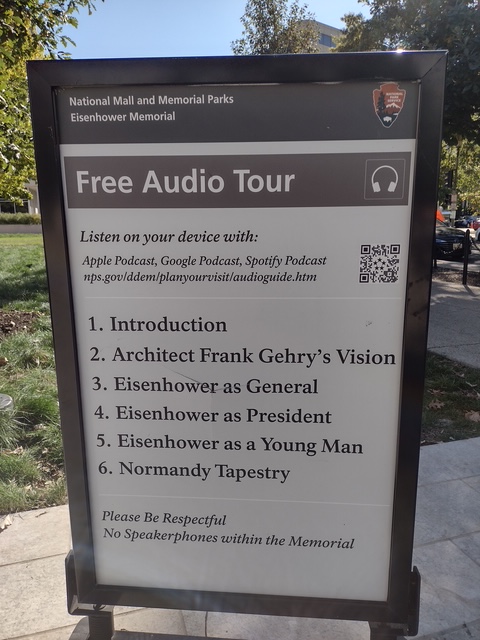 National Mall and Memorial Parks
Eisenhower Memorial
Free Audio Tour
Listen on your device with:
Apple Podcast, Google Podcast, Spotify Podcast
nps.gov/ddem/planyourvisit/audioguide.htm
1. Introduction
2. Architect Frank Gehry's Vision
3. Eisenhower as General
4. Eisenhower as President
5. Eisenhower as a Young Man
6. Normandy Tapestry
Please Be Respectful
No Speakerphones within the Memorial